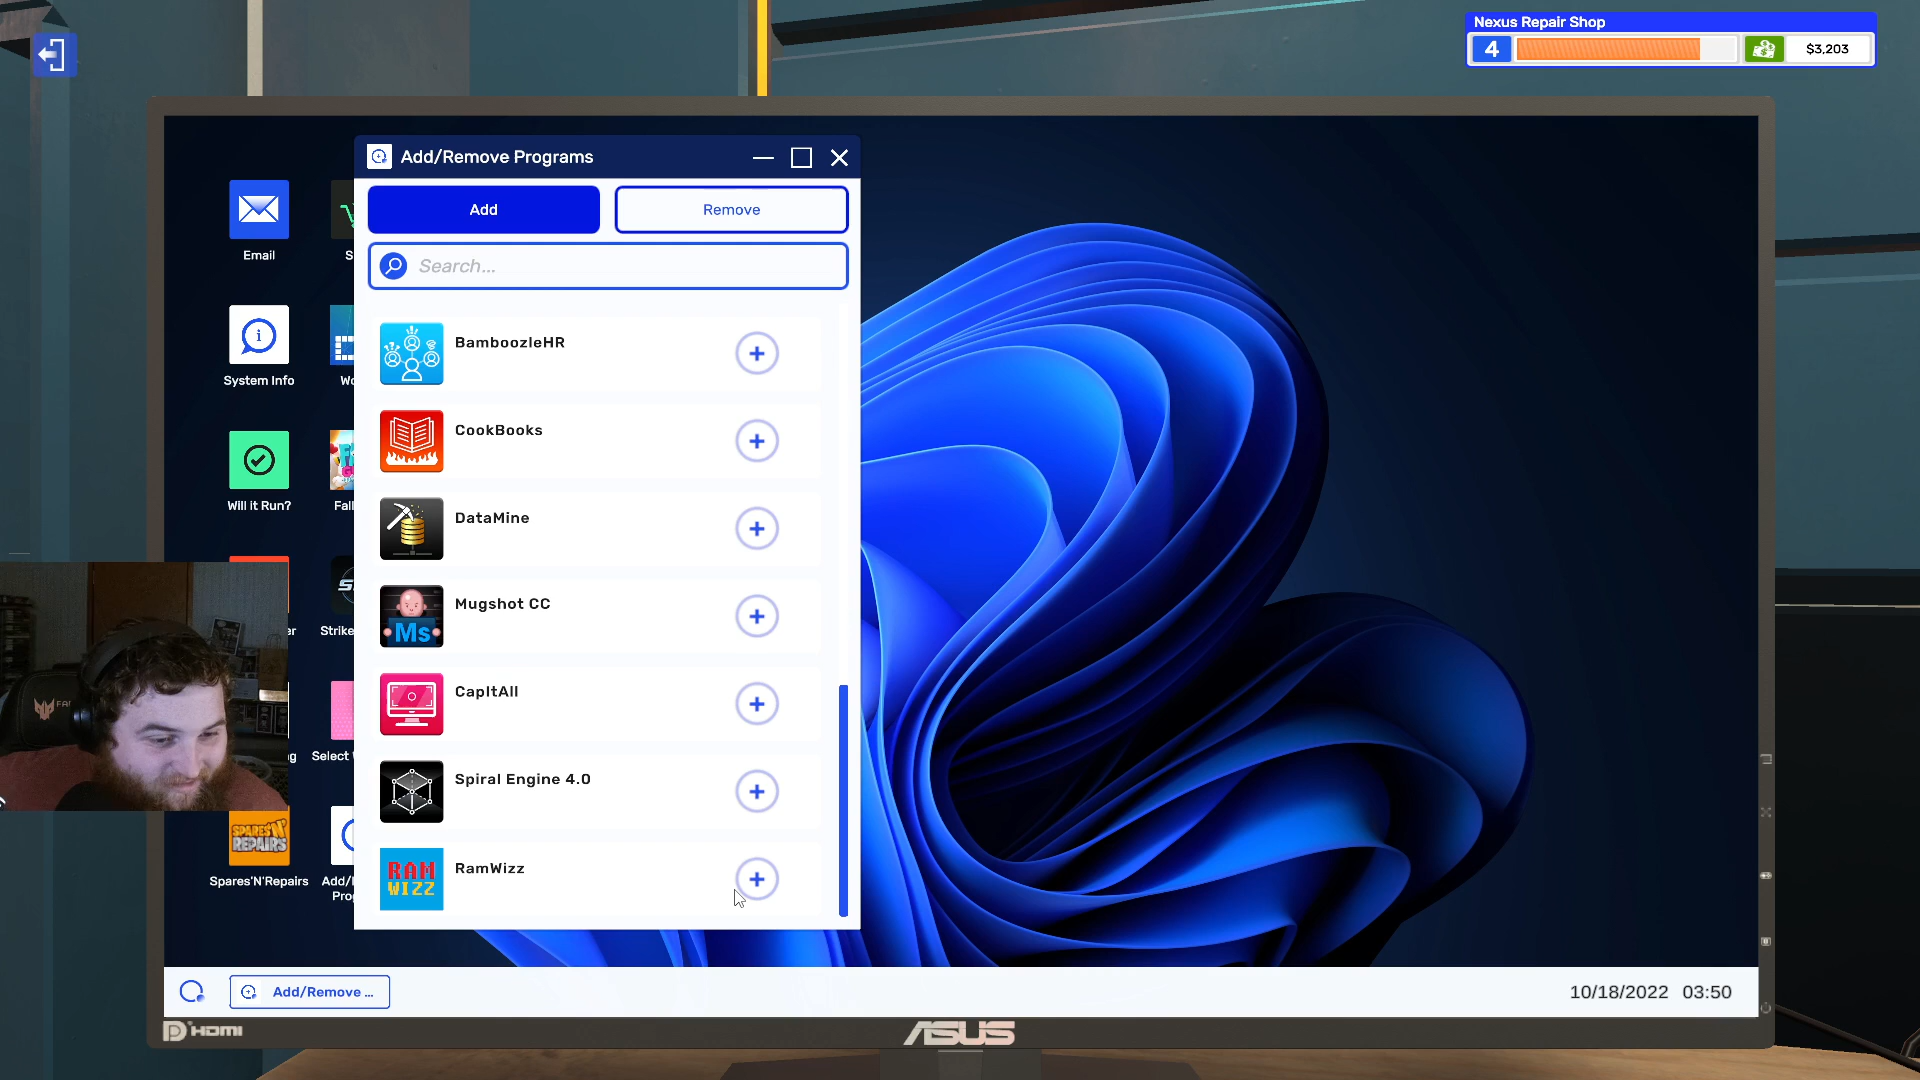 Nexus Repair Shop
4
$3,203
Add/Remove Programs
Add
Remove
Search...
Email
System Info
Will it Run?
Strike
Select
Spares'N'Repairs
SPARES'N'
REPAIRS
BamboozleHR
CookBooks
DataMine
Mugshot CC
Ms
CapItAll
Spiral Engine 4.0
RamWizz
RAM
WIZZ
Add/Remove ...
10/18/2022 03:50
HDMI
ASUS